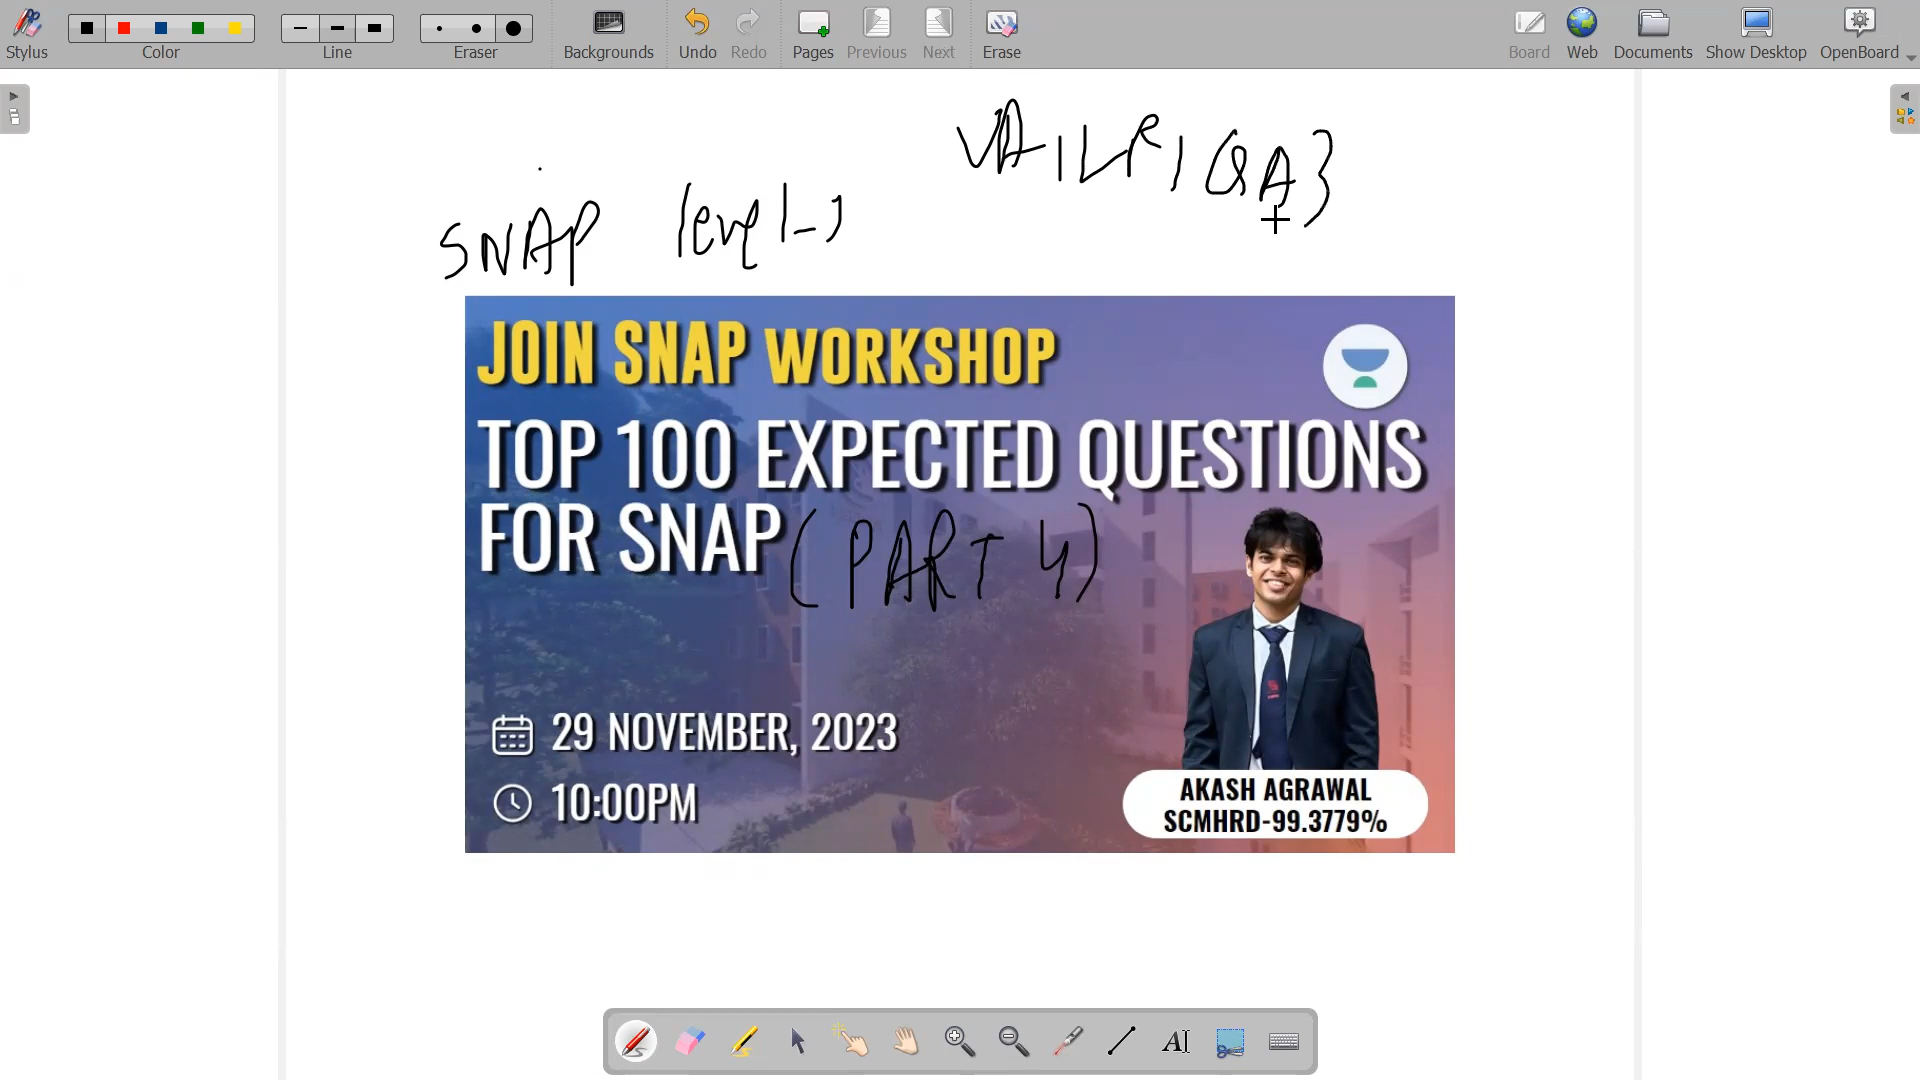 Stylus Color Line Eraser Backgrounds Undo Redo Pages Previous Next Erase Board Web Documents Show Desktop OpenBoard
VA|LR|QA}
SNAP level-
JOIN SNAP WORKSHOP
TOP 100 EXPECTED QUESTIONS
FOR SNAP (PART 4)
29 NOVEMBER, 2023
10:00PM
AKASH AGRAWAL
SCMHRD-99.3779%